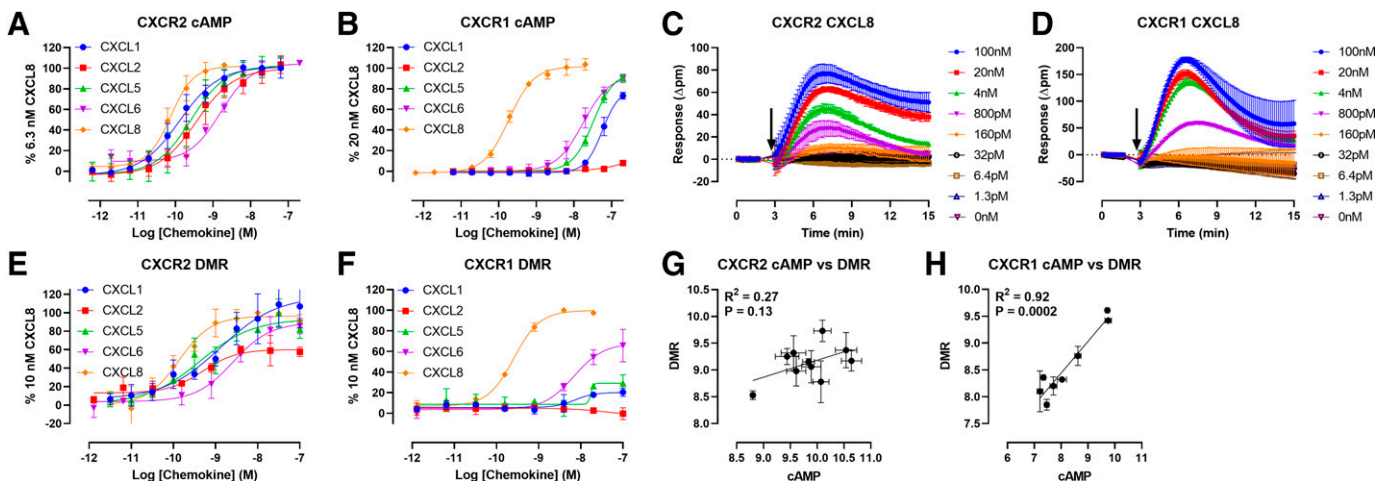 A
CXCR2 cAMP
% 6.3 nM CXCL8
120
100
80
60
40
20
0
CXCL1
CXCL2
CXCL5
CXCL6
CXCL8
-12 -11 -10 -9 -8 -7
Log [Chemokine] (M)
B
CXCR1 cAMP
% 20 nM CXCL8
120
100
80
60
40
20
0
CXCL1
CXCL2
CXCL5
CXCL6
CXCL8
-12 -11 -10 -9 -8 -7
Log [Chemokine] (M)
C
CXCR2 CXCL8
Response (Δpm)
120
80
40
0
-40
0 3 6 9 12 15
Time (min)
100nM
20nM
4nM
800pM
160pM
32pM
6.4pM
1.3pM
0nM
D
CXCR1 CXCL8
Response (Δpm)
200
150
100
50
0
-50
0 3 6 9 12 15
Time (min)
100nM
20nM
4nM
800pM
160pM
32pM
6.4pM
1.3pM
0nM
E
CXCR2 DMR
% 10 nM CXCL8
120
100
80
60
40
20
0
-20
CXCL1
CXCL2
CXCL5
CXCL6
CXCL8
-12 -11 -10 -9 -8 -7
Log [Chemokine] (M)
F
CXCR1 DMR
% 10 nM CXCL8
120
100
80
60
40
20
0
CXCL1
CXCL2
CXCL5
CXCL6
CXCL8
-12 -11 -10 -9 -8 -7
Log [Chemokine] (M)
G
CXCR2 cAMP vs DMR
R² = 0.27
P = 0.13
DMR
10.5
10.0
9.5
9.0
8.5
8.0
8.5 9.0 9.5 10.0 10.5 11.0
cAMP
H
CXCR1 cAMP vs DMR
R² = 0.92
P = 0.0002
DMR
10.0
9.5
9.0
8.5
8.0
7.5
6 7 8 9 10 11
cAMP